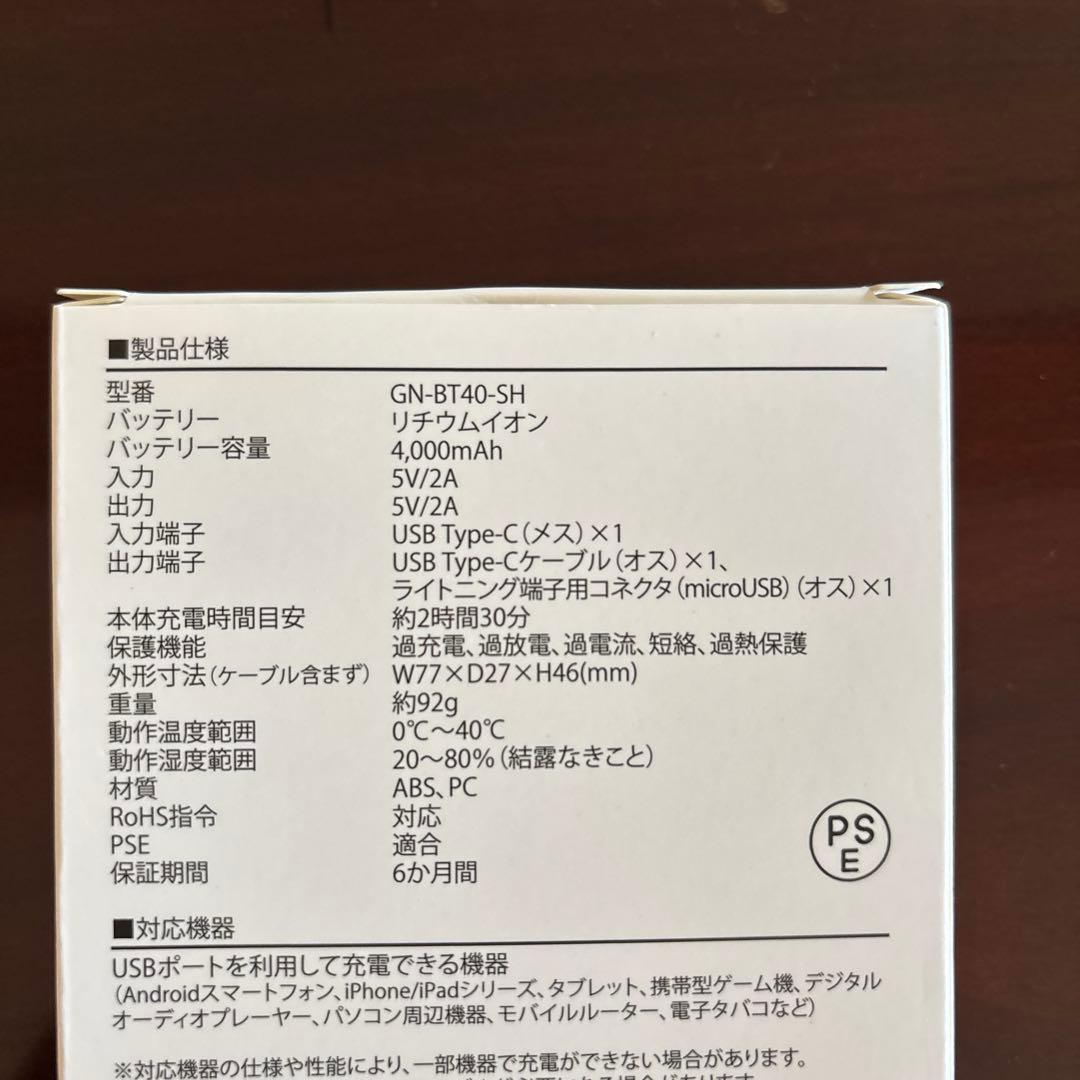 ■製品仕様
型番 GN-BT40-SH
バッテリー リチウムイオン
バッテリー容量 4,000mAh
入力 5V/2A
出力 5V/2A
入力端子 USB Type-C（メス）×1
出力端子 USB Type-Cケーブル（オス）×1、
ライトニング端子用コネクタ（microUSB）（オス）×1
本体充電時間目安 約2時間30分
保護機能 過充電、過放電、過電流、短絡、過熱保護
外形寸法（ケーブル含まず） W77×D27×H46(mm)
重量 約92g
動作温度範囲 0℃～40℃
動作湿度範囲 20～80%（結露なきこと）
材質 ABS、PC
RoHS指令 対応
PSE 適合
保証期間 6か月間
PS
E
■対応機器
USBポートを利用して充電できる機器
（Androidスマートフォン、iPhone/iPadシリーズ、タブレット、携帯型ゲーム機、デジタル
オーディオプレーヤー、パソコン周辺機器、モバイルルーター、電子タバコなど）
※対応機器の仕様や性能により、一部機器で充電ができない場合があります。